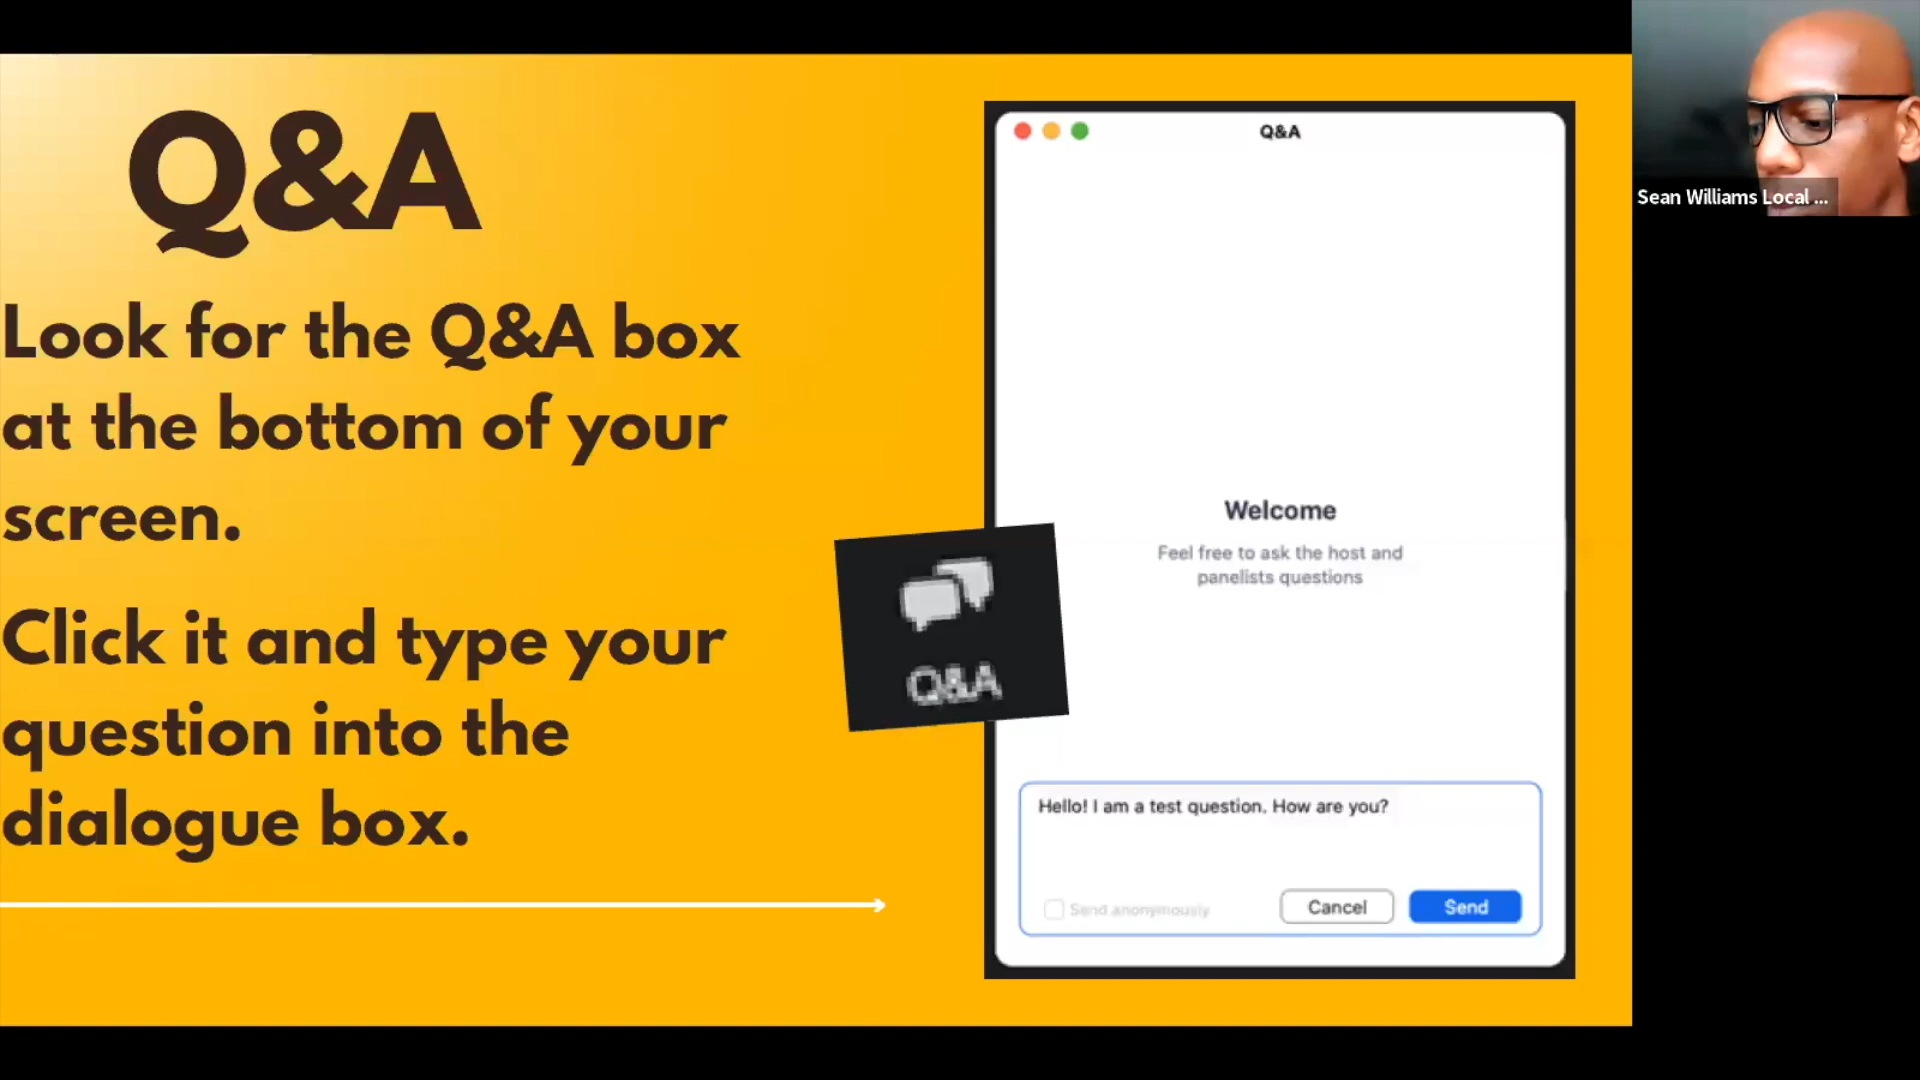 Q&A
Look for the Q&A box
at the bottom of your
screen.
Click it and type your
question into the
dialogue box.
Q&A
Q&A
Welcome
Feel free to ask the host and
panelists questions
Hello! I am a test question. How are you?
Send anonymously
Cancel
Send
Sean Williams Local ...